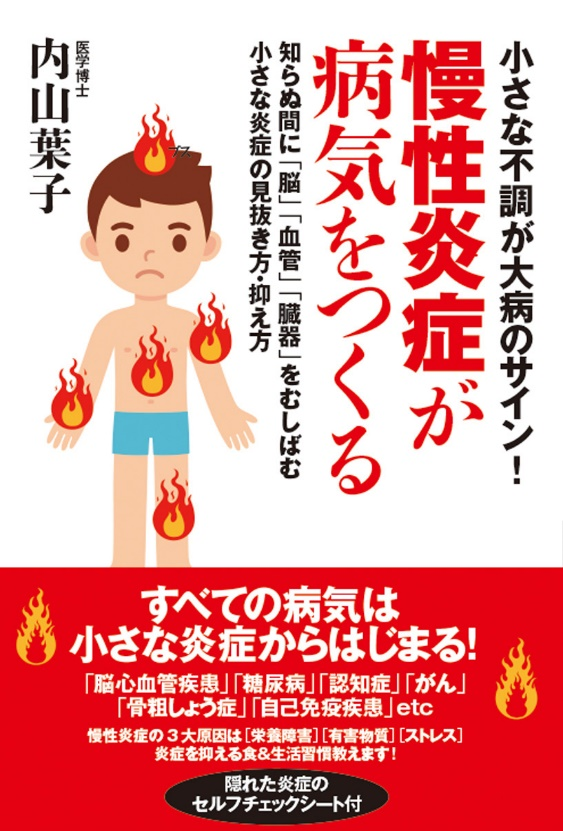 小さな不調が大病のサイン!
慢性炎症が
病気をつくる
知らぬ間に「脳」「血管」「臓器」をむしばむ
小さな炎症の見抜き方・抑え方
医学博士
内山葉子
ブス
すべての病気は
小さな炎症からはじまる!
「脳心血管疾患」「糖尿病」「認知症」「がん」
「骨粗しょう症」「自己免疫疾患」etc
慢性炎症の3大原因は[栄養障害][有害物質][ストレス]
炎症を抑える食&生活習慣教えます!
隠れた炎症の
セルフチェックシート付